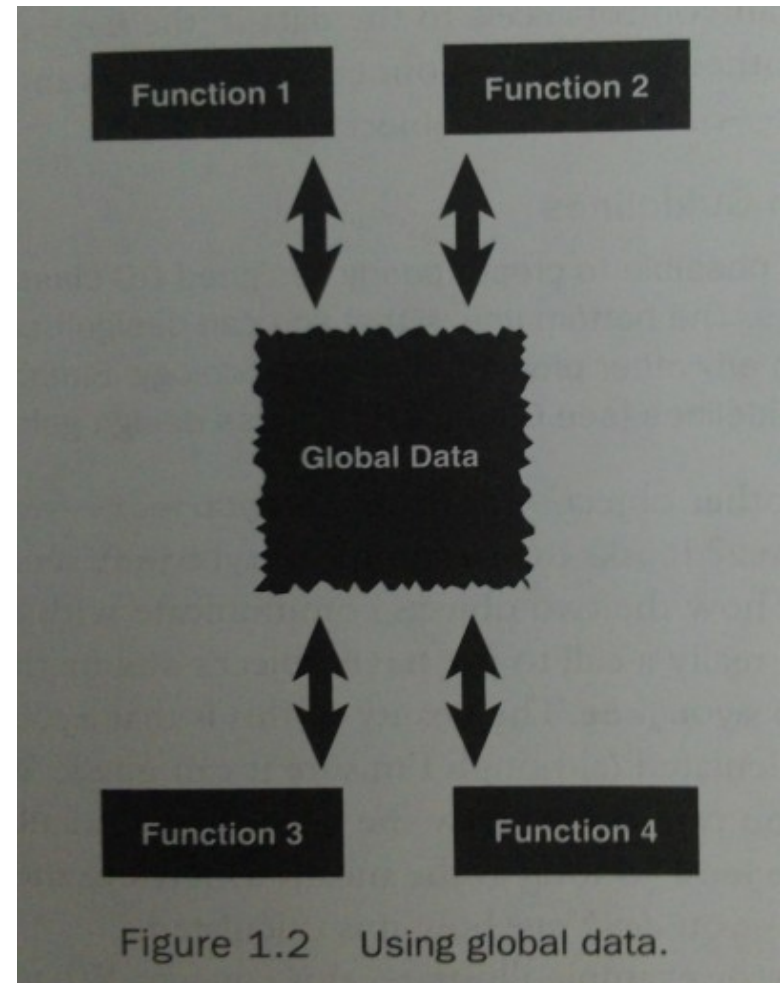 Function 1
Function 2
Global Data
Function 3
Function 4
Figure 1.2 Using global data.